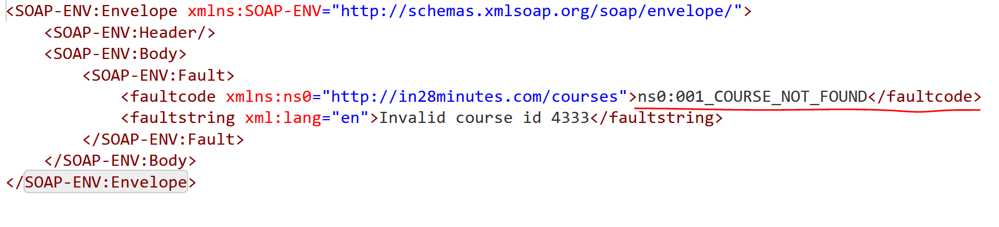 <SOAP-ENV:Envelope xmlns:SOAP-ENV="http://schemas.xmlsoap.org/soap/envelope/">
<SOAP-ENV:Header/>
<SOAP-ENV:Body>
<SOAP-ENV:Fault>
<faultcode xmlns:ns0="http://in28minutes.com/courses">ns0:001_COURSE_NOT_FOUND</faultcode>
<faultstring xml:lang="en">Invalid course id 4333</faultstring>
</SOAP-ENV:Fault>
</SOAP-ENV:Body>
</SOAP-ENV:Envelope>